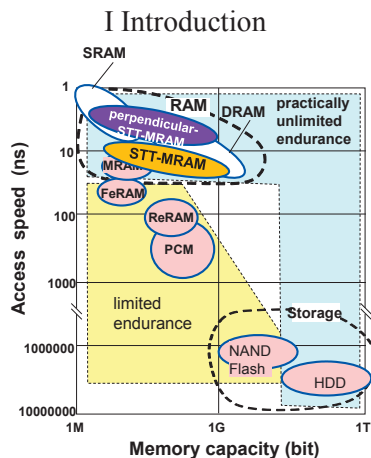 I Introduction
SRAM
1
RAM
DRAM
practically
unlimited
endurance
perpendicular-
STT-MRAM
10
STT-MRAM
MRAM
FeRAM
100
ReRAM
PCM
1000
limited
endurance
Storage
1000000
NAND
Flash
HDD
10000000
1M
1G
1T
Access speed (ns)
Memory capacity (bit)